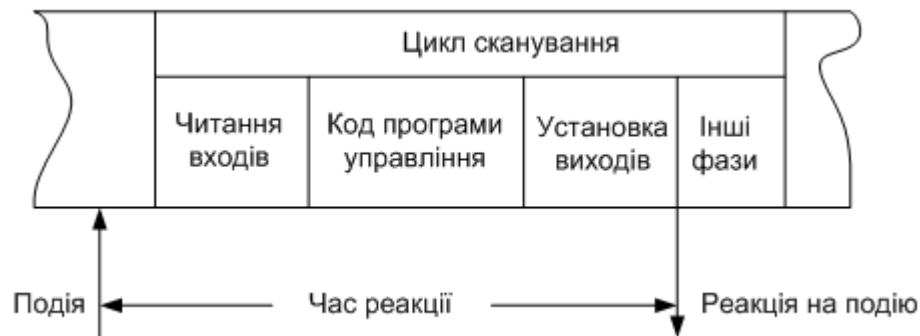 Цикл сканування
Читання
входів
Код програми
управління
Установка
виходів
Інші
фази
Подія
Час реакції
Реакція на подію